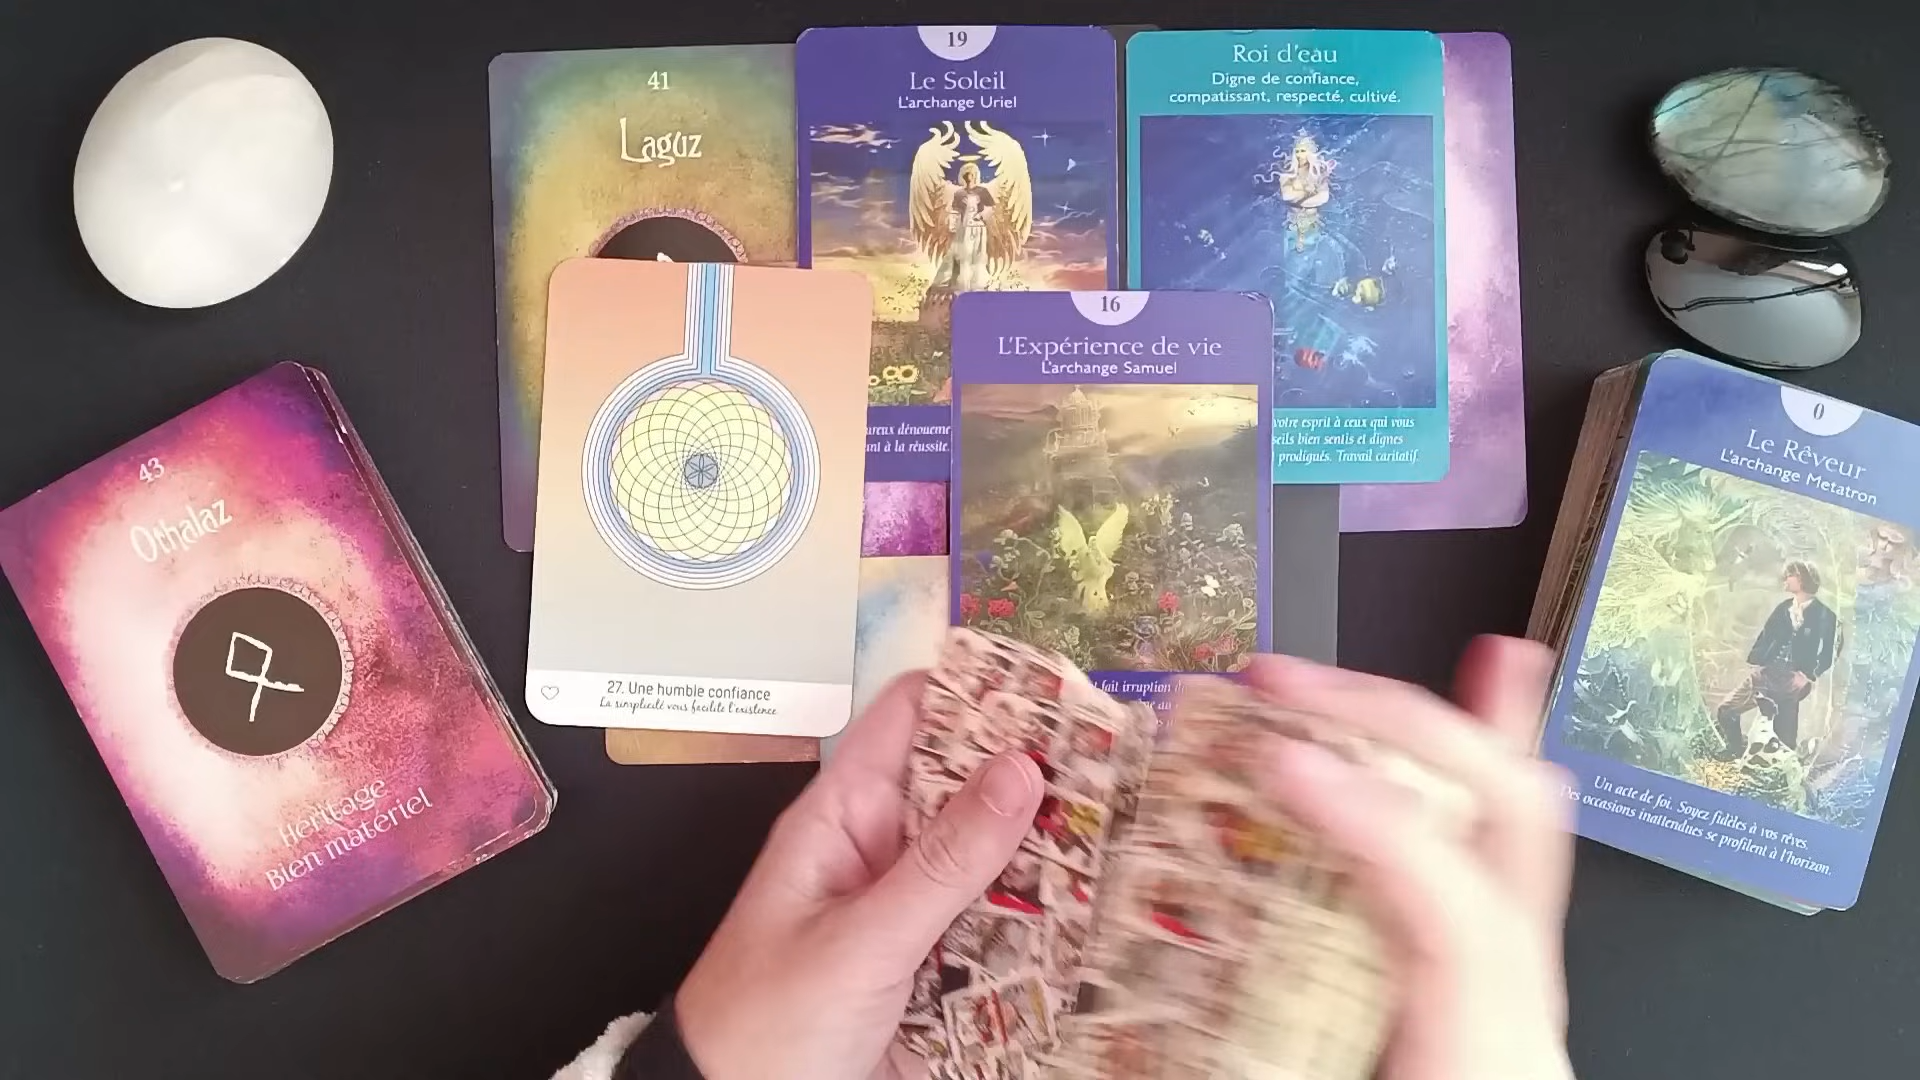 41
Laguz
19
Le Soleil
L'archange Uriel
ureux dénoueme
nt à la réussite.
Roi d'eau
Digne de confiance,
compatissant, respecté, cultivé.
votre esprit à ceux qui vous
seils bien sentis et dignes
prodigués. Travail caritatif.
27. Une humble confiance
La simplicité vous facilite l'existence
16
L'Expérience de vie
L'archange Samuel
fait irruption
43
Othalaz
Heritage
Bien matériel
0
Le Rêveur
L'archange Metatron
Un acte de foi. Soyez fidèles à vos rêves.
Des occasions inattendues se profilent à l'horizon.